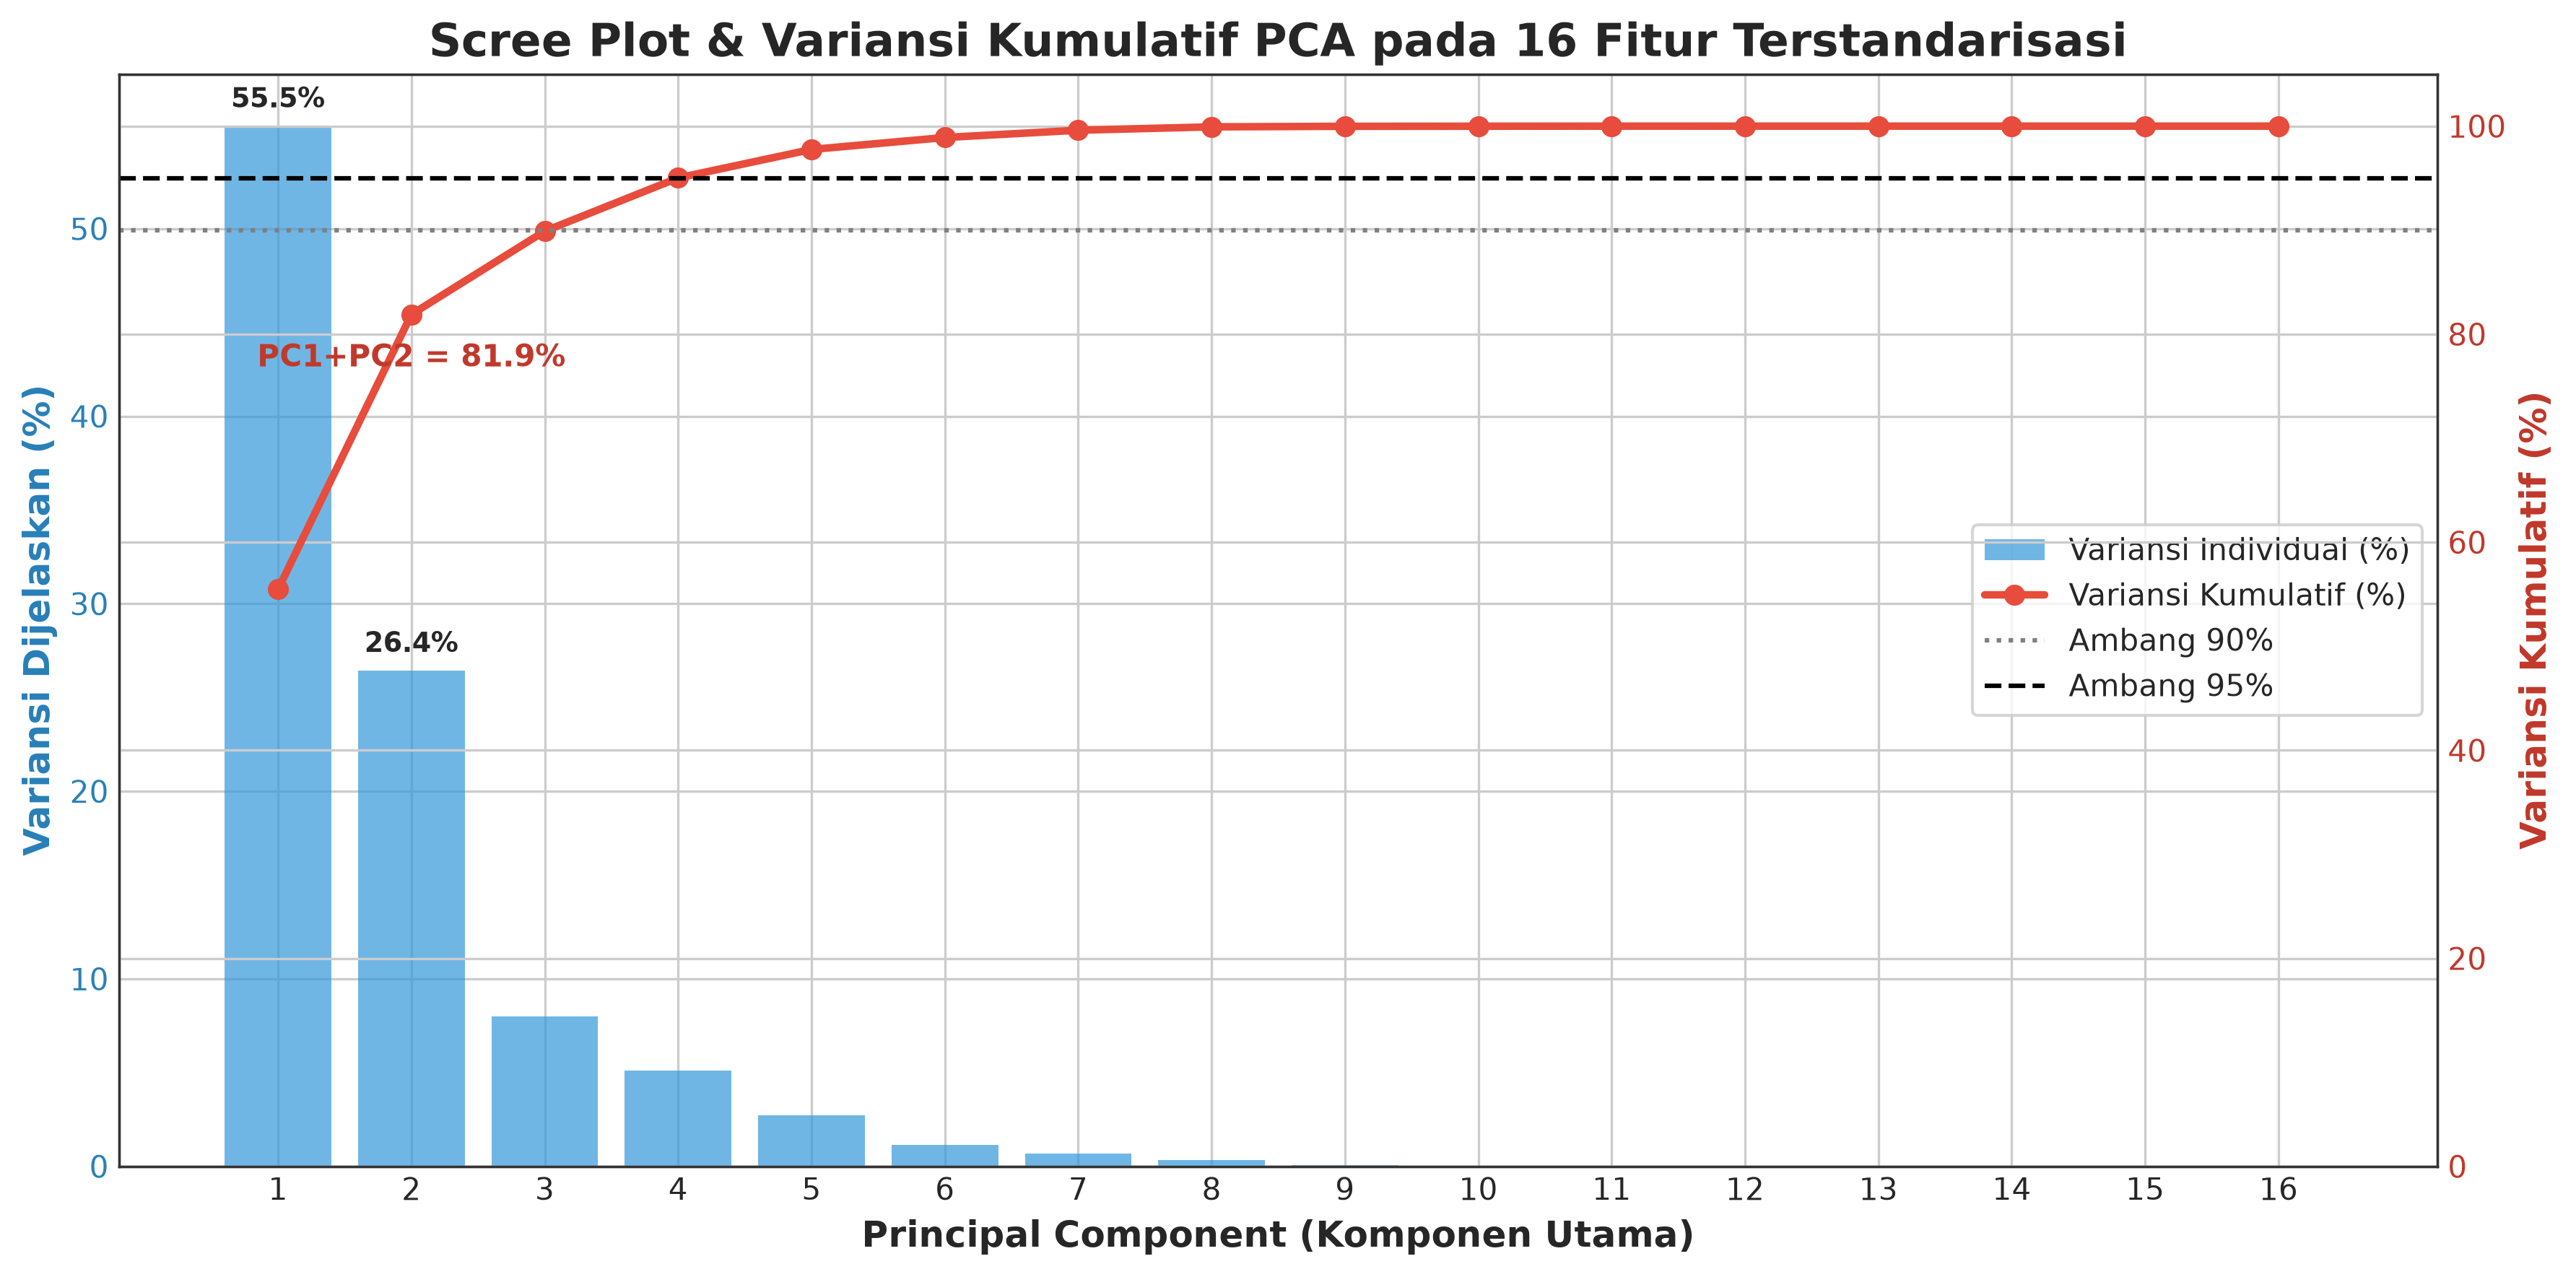 Scree Plot & Variansi Kumulatif PCA pada 16 Fitur Terstandarisasi
55.5%
26.4%
PC1+PC2 = 81.9%
Variansi Dijelaskan (%)
50
40
30
20
10
0
Variansi Kumulatif (%)
100
80
60
40
20
0
Variansi Individual (%)
Variansi Kumulatif (%)
Ambang 90%
Ambang 95%
1 2 3 4 5 6 7 8 9 10 11 12 13 14 15 16
Principal Component (Komponen Utama)